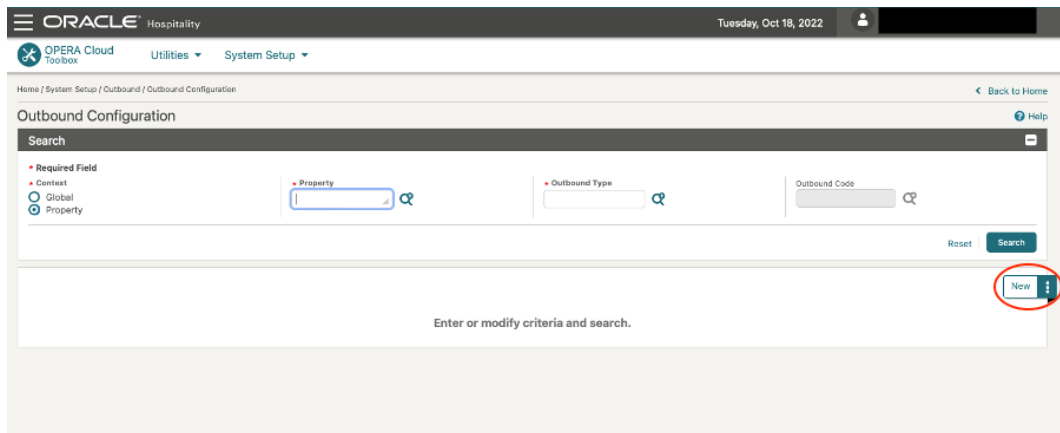 ORACLE Hospitality
Tuesday, Oct 18, 2022
OPERA Cloud
Toolbox
Utilities
System Setup
Home / System Setup / Outbound / Outbound Configuration
Back to Home
Outbound Configuration
Help
Search
* Required Field
* Context
Global
Property
* Property
* Outbound Type
Outbound Code
Reset
Search
New
Enter or modify criteria and search.